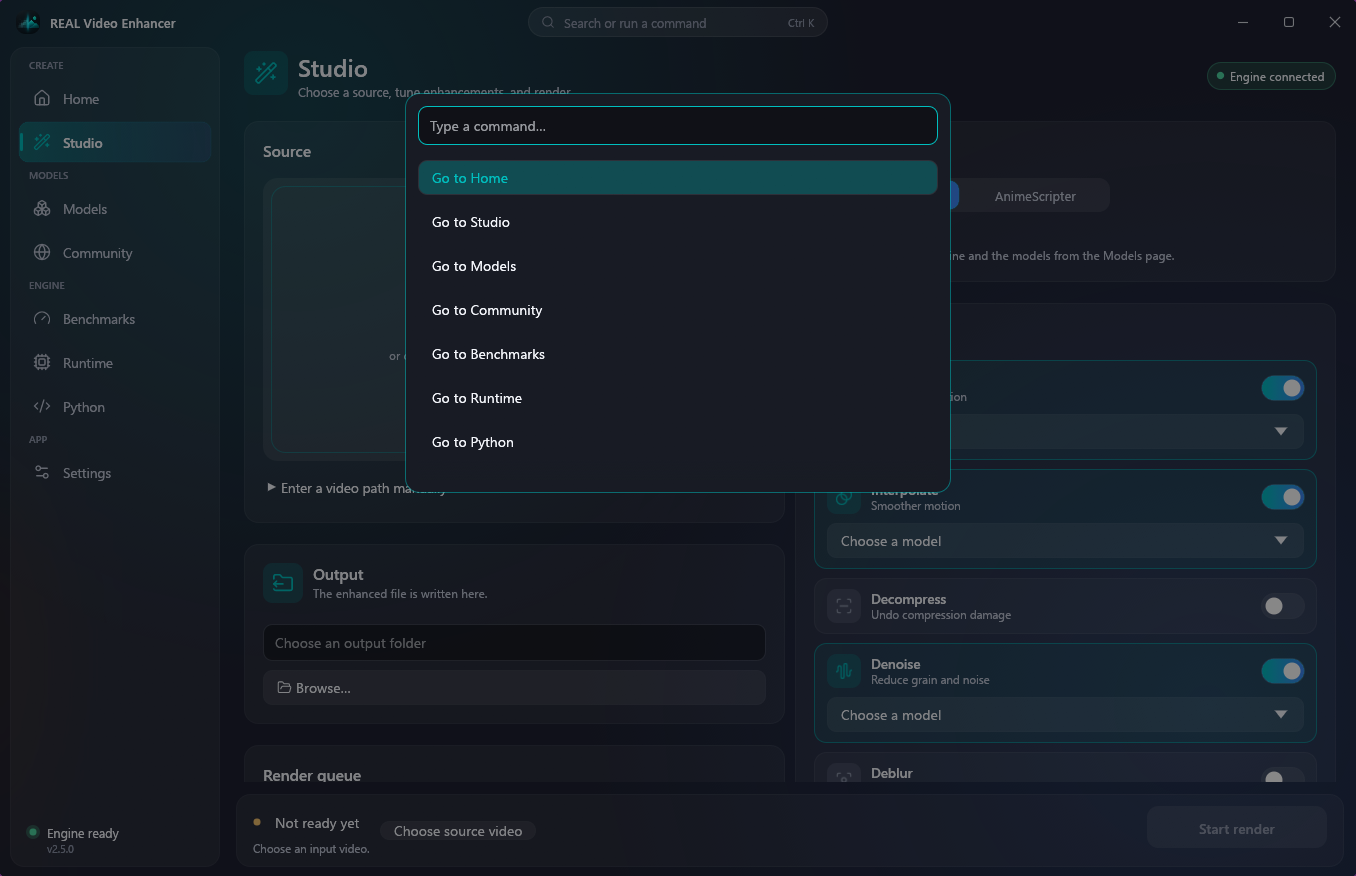 REAL Video Enhancer
Search or run a command
Ctrl K
CREATE
Home
Studio
MODELS
Models
Community
ENGINE
Benchmarks
Runtime
Python
APP
Settings
Engine ready
v2.5.0
Studio
Choose a source, tune enhancements, and render
Engine connected
Type a command...
Go to Home
Go to Studio
Go to Models
Go to Community
Go to Benchmarks
Go to Runtime
Go to Python
Source
or
Enter a video path manually
Output
The enhanced file is written here.
Choose an output folder
Browse...
Render queue
AnimeScripter
and the models from the Models page.
Interpolate
Smoother motion
Choose a model
Decompress
Undo compression damage
Denoise
Reduce grain and noise
Choose a model
Deblur
Not ready yet
Choose source video
Choose an input video.
Start render